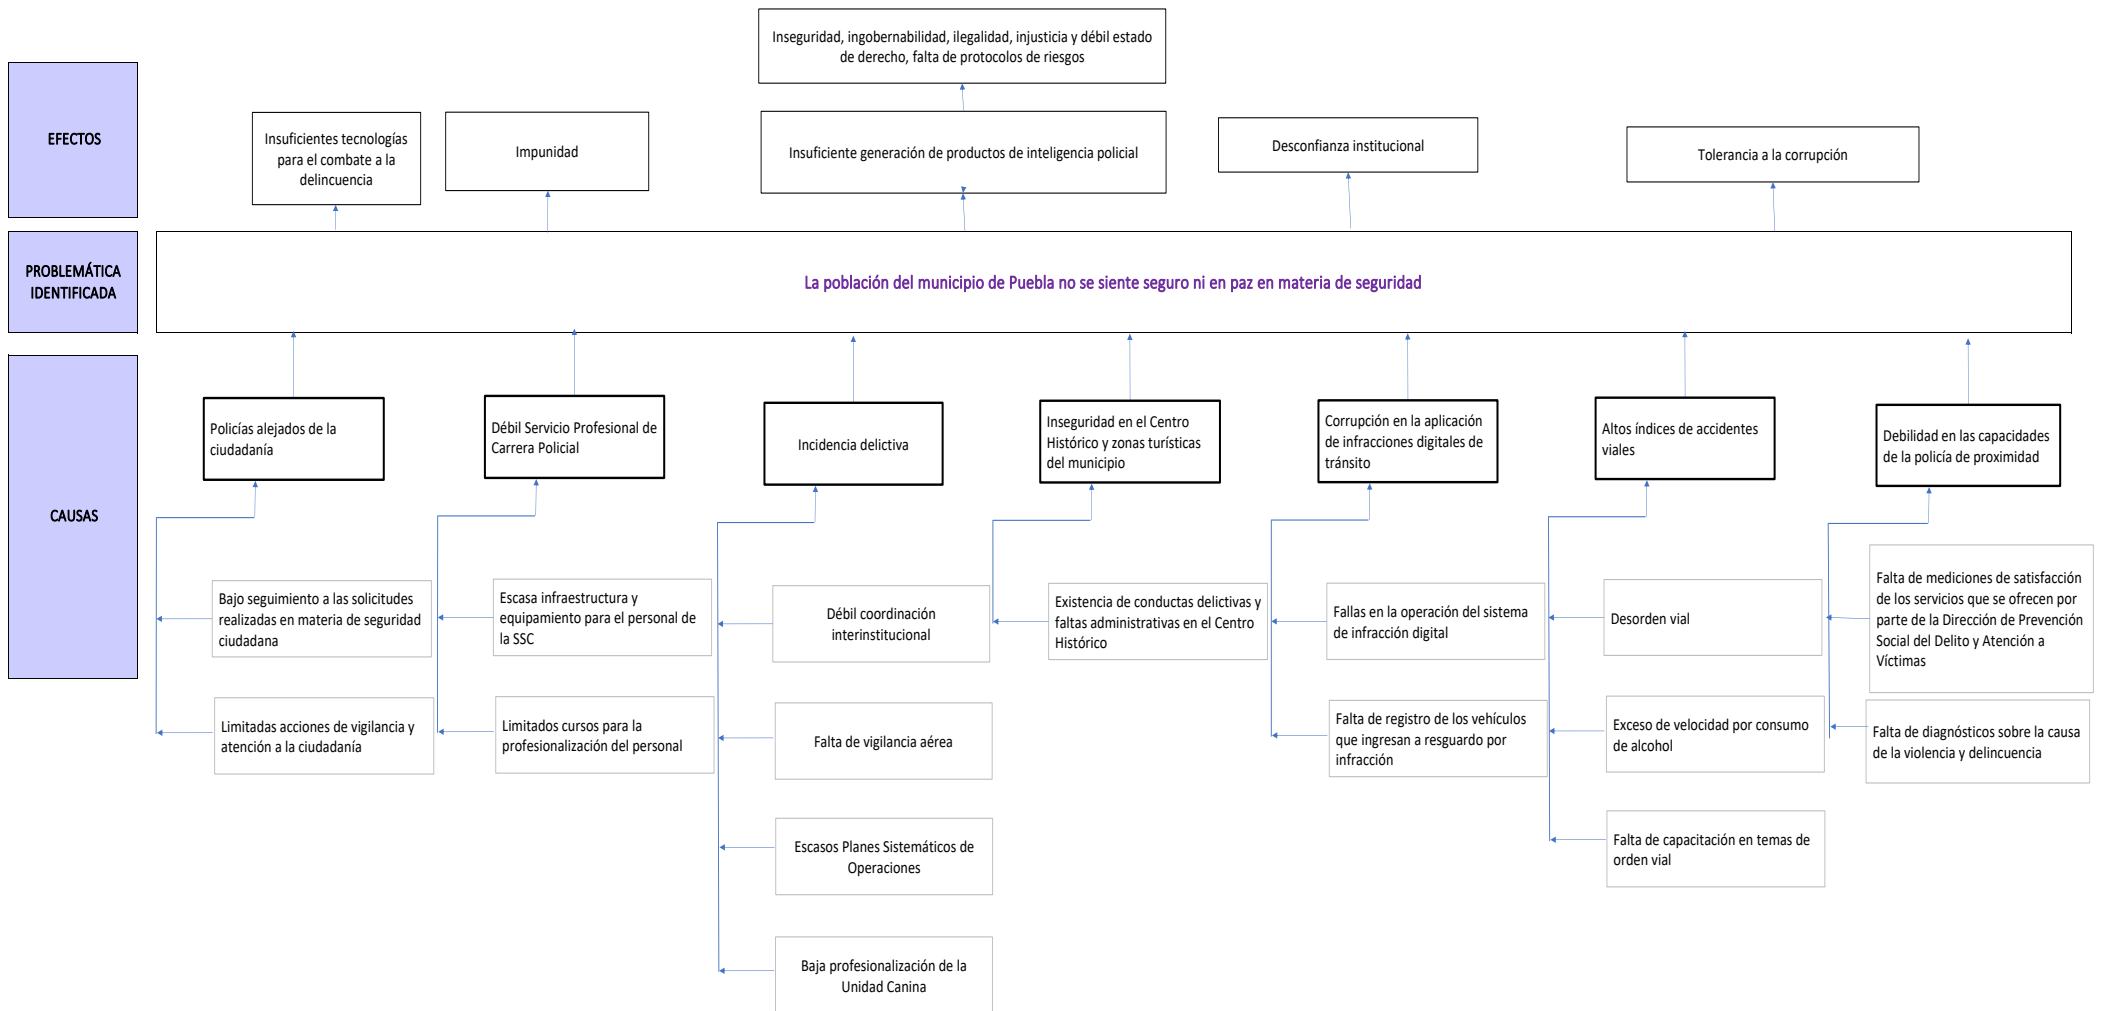 Inseguridad, ingobernabilidad, ilegalidad, injusticia y débil estado
de derecho, falta de protocolos de riesgos
EFECTOS
Insuficientes tecnologías
para el combate a la
delincuencia
Impunidad
Insuficiente generación de productos de inteligencia policial
Desconfianza institucional
Tolerancia a la corrupción
PROBLEMÁTICA
IDENTIFICADA
La población del municipio de Puebla no se siente seguro ni en paz en materia de seguridad
CAUSAS
Policías alejados de la
ciudadanía
Débil Servicio Profesional de
Carrera Policial
Incidencia delictiva
Inseguridad en el Centro
Histórico y zonas turísticas
del municipio
Corrupción en la aplicación
de infracciones digitales de
tránsito
Altos índices de accidentes
viales
Debilidad en las capacidades
de la policía de proximidad
Bajo seguimiento a las solicitudes
realizadas en materia de seguridad
ciudadana
Escasa infraestructura y
equipamiento para el personal de
la SSC
Débil coordinación
interinstitucional
Existencia de conductas delictivas y
faltas administrativas en el Centro
Histórico
Fallas en la operación del sistema
de infracción digital
Desorden vial
Falta de mediciones de satisfacción
de los servicios que se ofrecen por
parte de la Dirección de Prevención
Social del Delito y Atención a
Víctimas
Limitadas acciones de vigilancia y
atención a la ciudadanía
Limitados cursos para la
profesionalización del personal
Falta de vigilancia aérea
Falta de registro de los vehículos
que ingresan a resguardo por
infracción
Exceso de velocidad por consumo
de alcohol
Falta de diagnósticos sobre la causa
de la violencia y delincuencia
Escasos Planes Sistemáticos de
Operaciones
Falta de capacitación en temas de
orden vial
Baja profesionalización de la
Unidad Canina